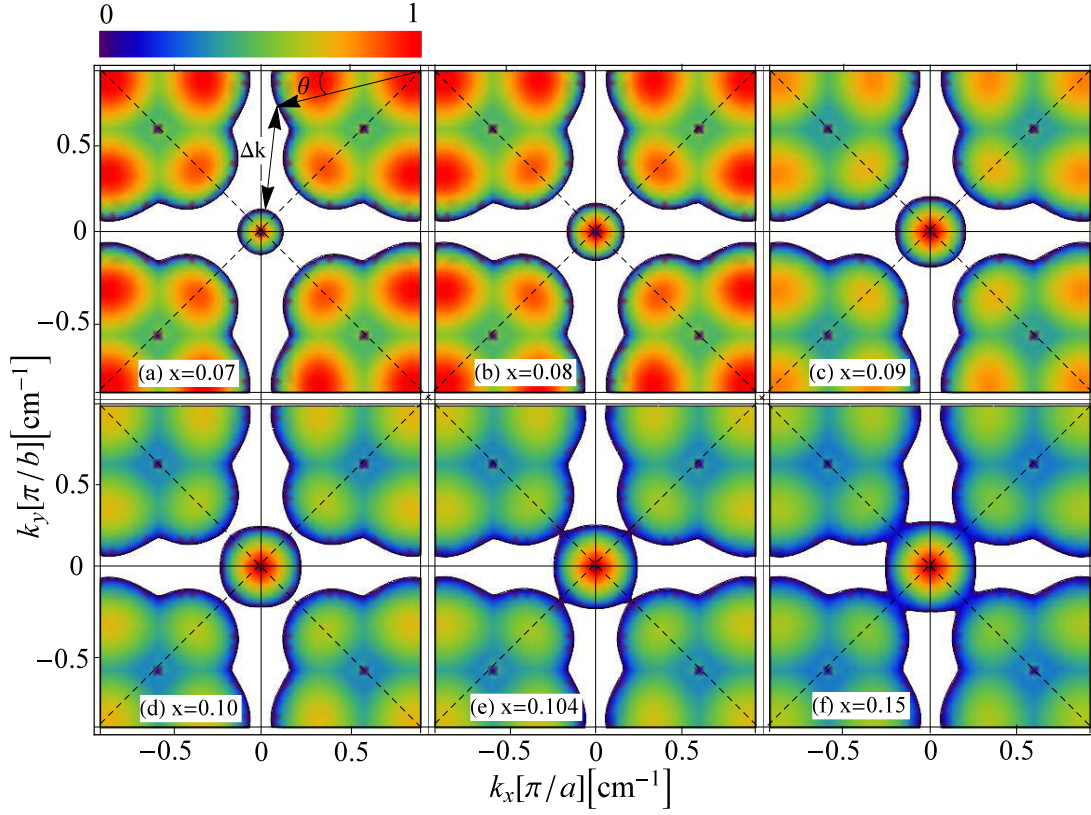 0 1
θ
Δk
0.5
0
−0.5
(a) x=0.07
(b) x=0.08
(c) x=0.09
0.5
0
−0.5
(d) x=0.10
(e) x=0.104
(f) x=0.15
−0.5 0 0.5 −0.5 0 0.5 −0.5 0 0.5
k_y[π/b][cm⁻¹]
k_x[π/a][cm⁻¹]